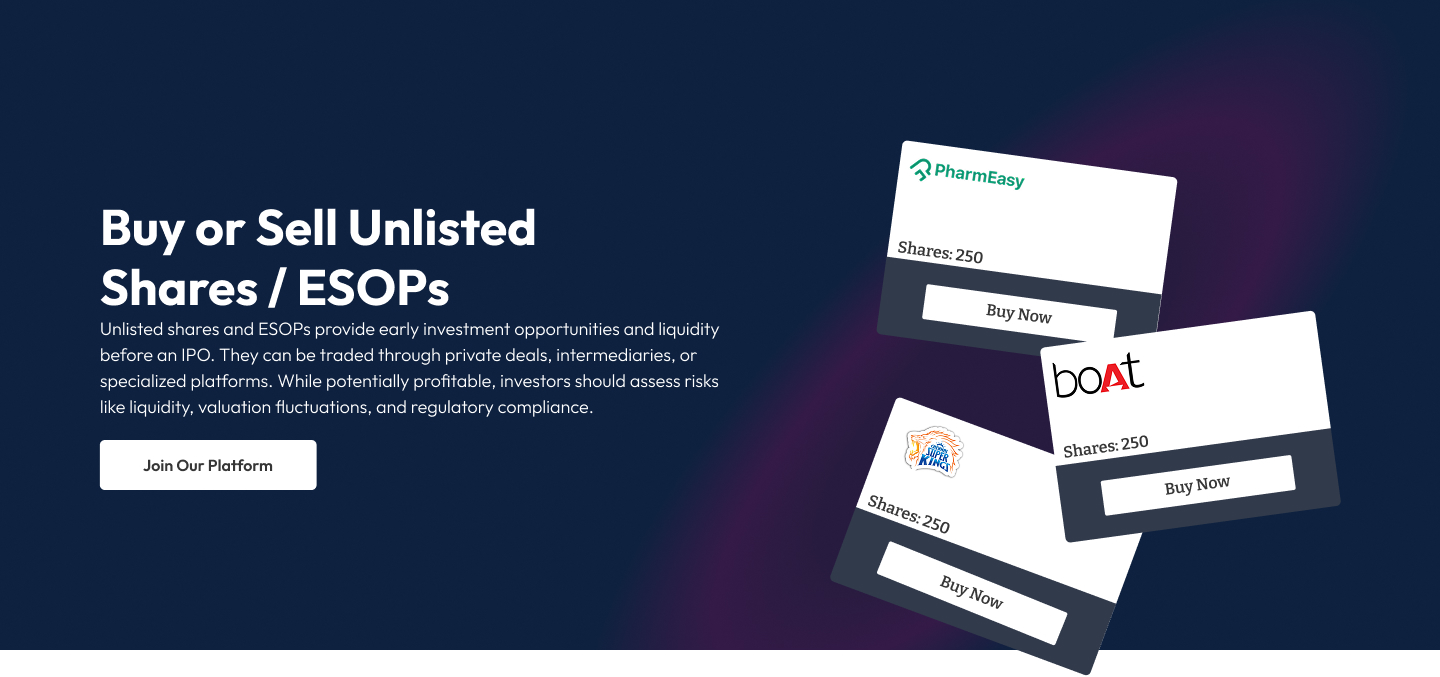 Buy or Sell Unlisted
Shares / ESOPs
Unlisted shares and ESOPs provide early investment opportunities and liquidity
before an IPO. They can be traded through private deals, intermediaries, or
specialized platforms. While potentially profitable, investors should assess risks
like liquidity, valuation fluctuations, and regulatory compliance.
Join Our Platform
PharmEasy
Shares: 250
Buy Now
boAt
Shares: 250
Buy Now
CHENNAI
SUPER
KINGS
Shares: 250
Buy Now